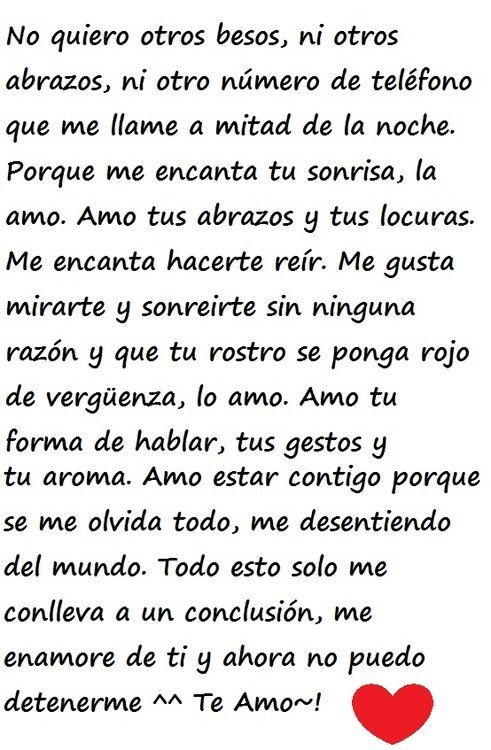 No quiero otros besos, ni otros
abrazos, ni otro número de teléfono
que me llame a mitad de la noche.
Porque me encanta tu sonrisa, la
amo. Amo tus abrazos y tus locuras.
Me encanta hacerte reír. Me gusta
mirarte y sonreirte sin ninguna
razón y que tu rostro se ponga rojo
de vergüenza, lo amo. Amo tu
forma de hablar, tus gestos y
tu aroma. Amo estar contigo porque
se me olvida todo, me desentiendo
del mundo. Todo esto solo me
conlleva a un conclusión, me
enamore de ti y ahora no puedo
detenerme ^^ Te Amo~!